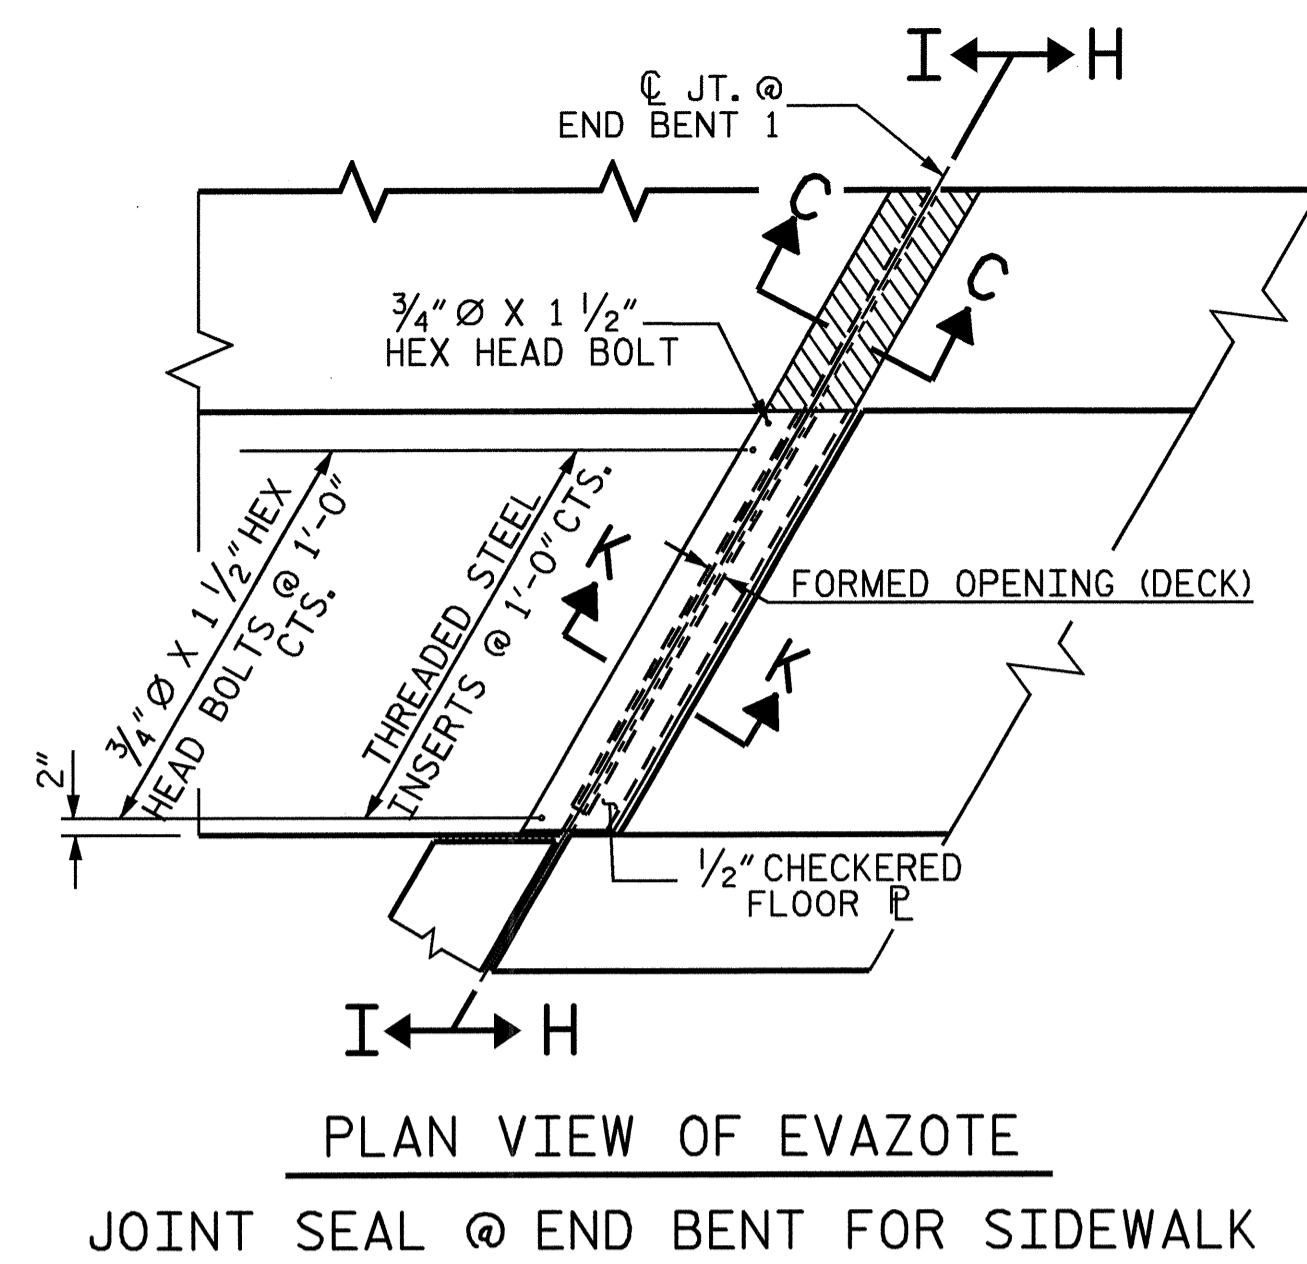 I H
℄ JT. @
END BENT 1
C
C
3/4" Ø X 1 1/2"
HEX HEAD BOLT
3/4" Ø X 1 1/2" HEX
HEAD BOLTS @ 1'-0"
CTS.
THREADED STEEL
INSERTS @ 1'-0" CTS.
K
FORMED OPENING (DECK)
K
2"
1/2" CHECKERED
FLOOR ⅊
I H
PLAN VIEW OF EVAZOTE
JOINT SEAL @ END BENT FOR SIDEWALK